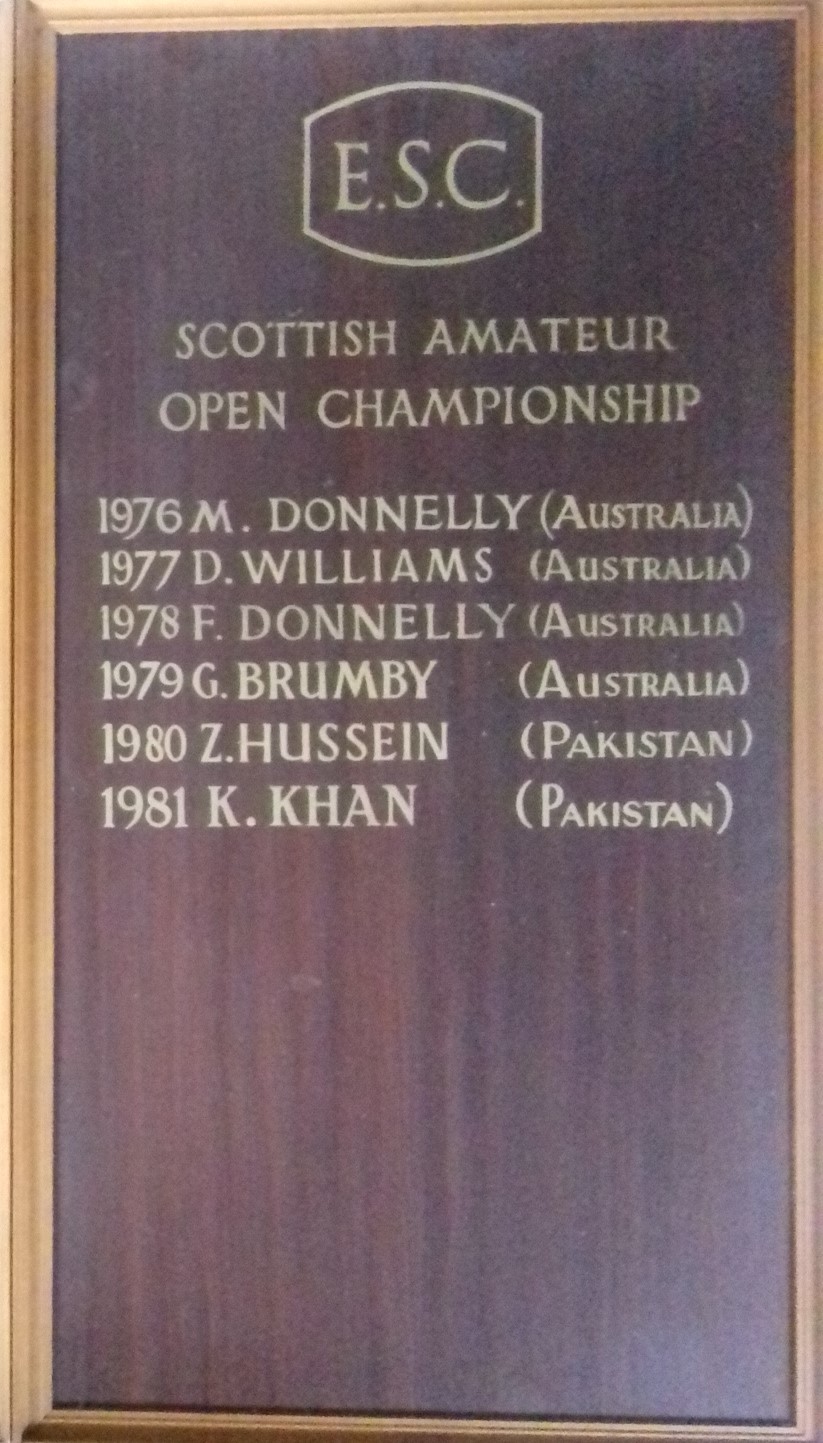 E.S.C.
SCOTTISH AMATEUR
OPEN CHAMPIONSHIP
1976 M. DONNELLY (AUSTRALIA)
1977 D. WILLIAMS (AUSTRALIA)
1978 F. DONNELLY (AUSTRALIA)
1979 G. BRUMBY (AUSTRALIA)
1980 Z. HUSSEIN (PAKISTAN)
1981 K. KHAN (PAKISTAN)